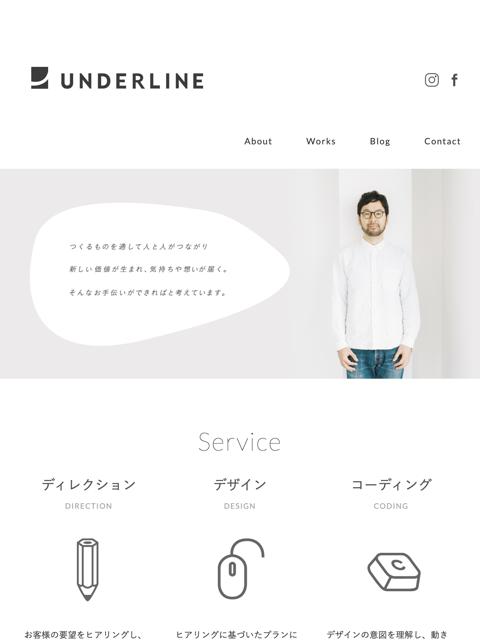 UNDERLINE
About Works Blog Contact
つくるものを通して人と人がつながり
新しい価値が生まれ、気持ちや想いが届く。
そんなお手伝いができればと考えています。
Service
ディレクション デザイン コーディング
DIRECTION DESIGN CODING
C
お客様の要望をヒアリングし、 ヒアリングに基づいたプランに デザインの意図を理解し、動き